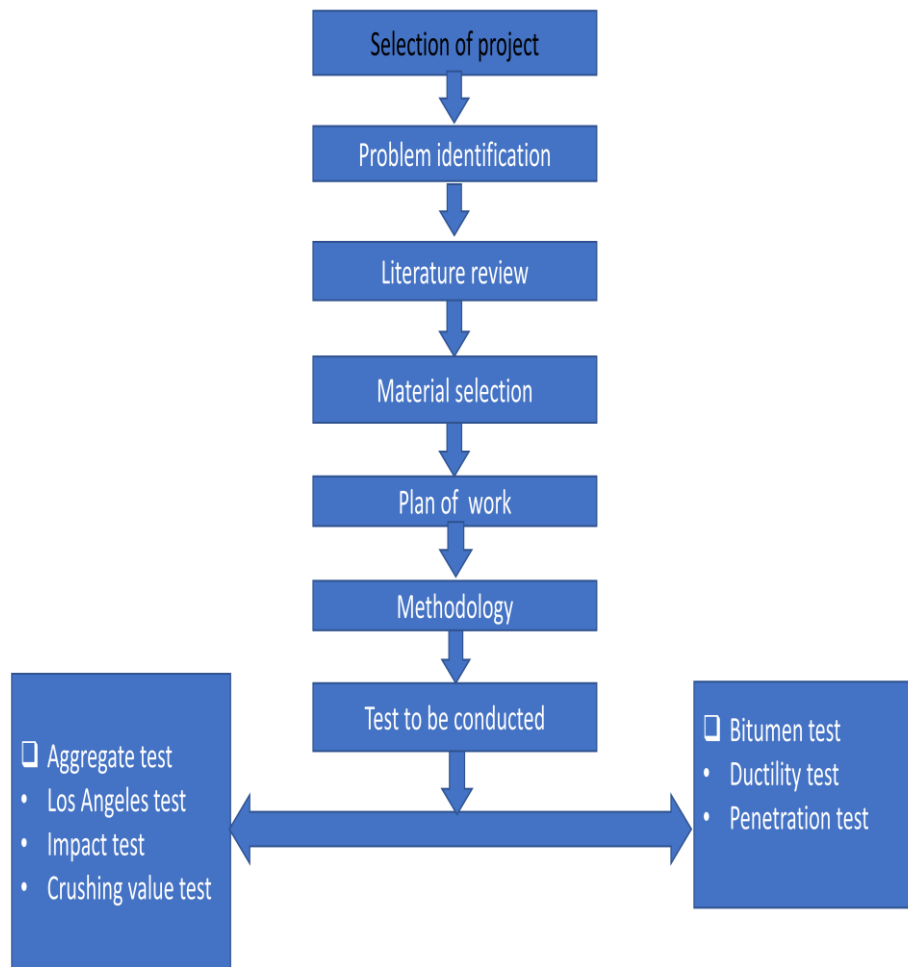 Selection of project
Problem identification
Literature review
Material selection
Plan of  work
Methodology
Test to be conducted
❑ Aggregate test
• Los Angeles test
• Impact test
• Crushing value test
❑ Bitumen test
• Ductility test
• Penetration test